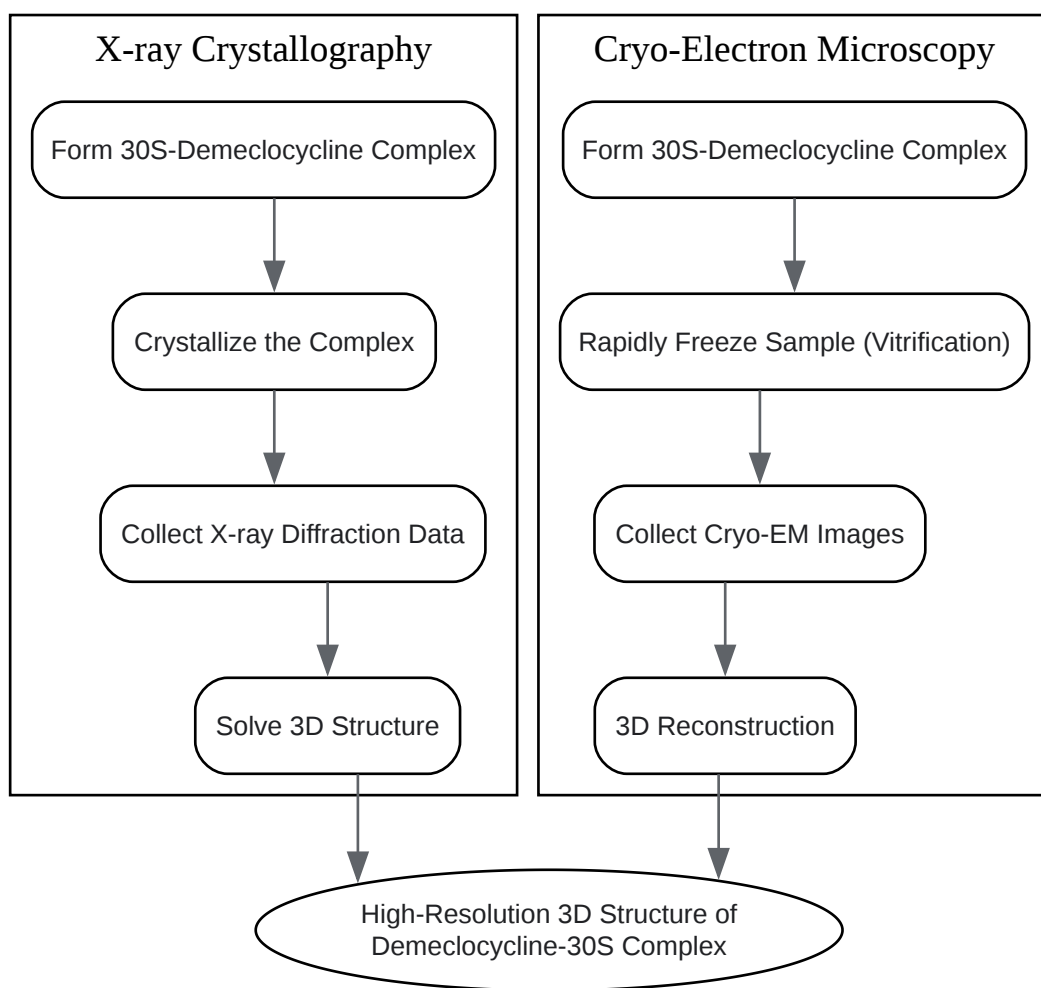 X-ray Crystallography
Form 30S-Demeclocycline Complex
Crystallize the Complex
Collect X-ray Diffraction Data
Solve 3D Structure
Cryo-Electron Microscopy
Form 30S-Demeclocycline Complex
Rapidly Freeze Sample (Vitrification)
Collect Cryo-EM Images
3D Reconstruction
High-Resolution 3D Structure of
Demeclocycline-30S Complex